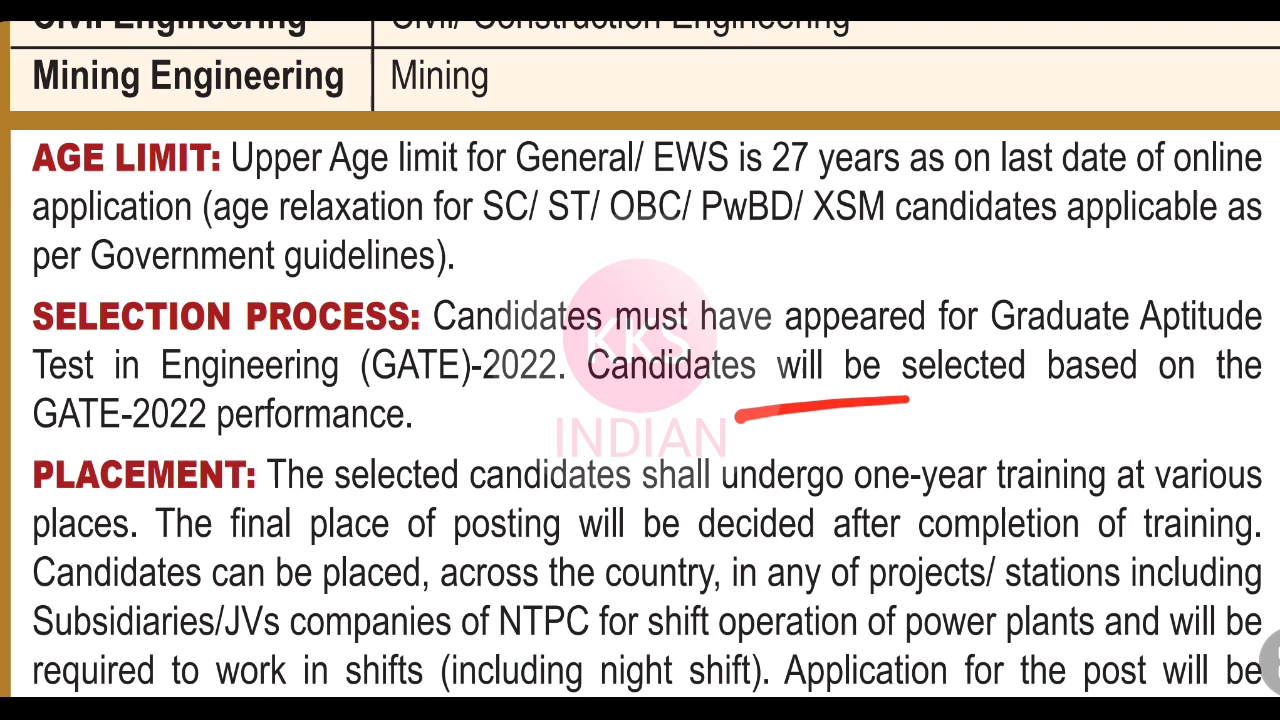 Civil Engineering Civil/ Construction Engineering
Mining Engineering Mining
AGE LIMIT: Upper Age limit for General/ EWS is 27 years as on last date of online
application (age relaxation for SC/ ST/ OBC/ PwBD/ XSM candidates applicable as
per Government guidelines).
SELECTION PROCESS: Candidates must have appeared for Graduate Aptitude
Test in Engineering (GATE)-2022. Candidates will be selected based on the
GATE-2022 performance.
KKS
INDIAN
PLACEMENT: The selected candidates shall undergo one-year training at various
places. The final place of posting will be decided after completion of training.
Candidates can be placed, across the country, in any of projects/ stations including
Subsidiaries/JVs companies of NTPC for shift operation of power plants and will be
required to work in shifts (including night shift). Application for the post will be